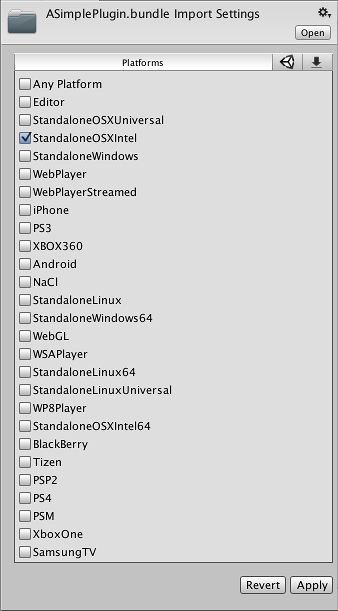 ASimplePlugin.bundle Import Settings
Open
Platforms
Any Platform
Editor
StandaloneOSXUniversal
StandaloneOSXIntel
StandaloneWindows
WebPlayer
WebPlayerStreamed
iPhone
PS3
XBOX360
Android
NaCl
StandaloneLinux
StandaloneWindows64
WebGL
WSAPlayer
StandaloneLinux64
StandaloneLinuxUniversal
WP8Player
StandaloneOSXIntel64
BlackBerry
Tizen
PSP2
PS4
PSM
XboxOne
SamsungTV
Revert Apply